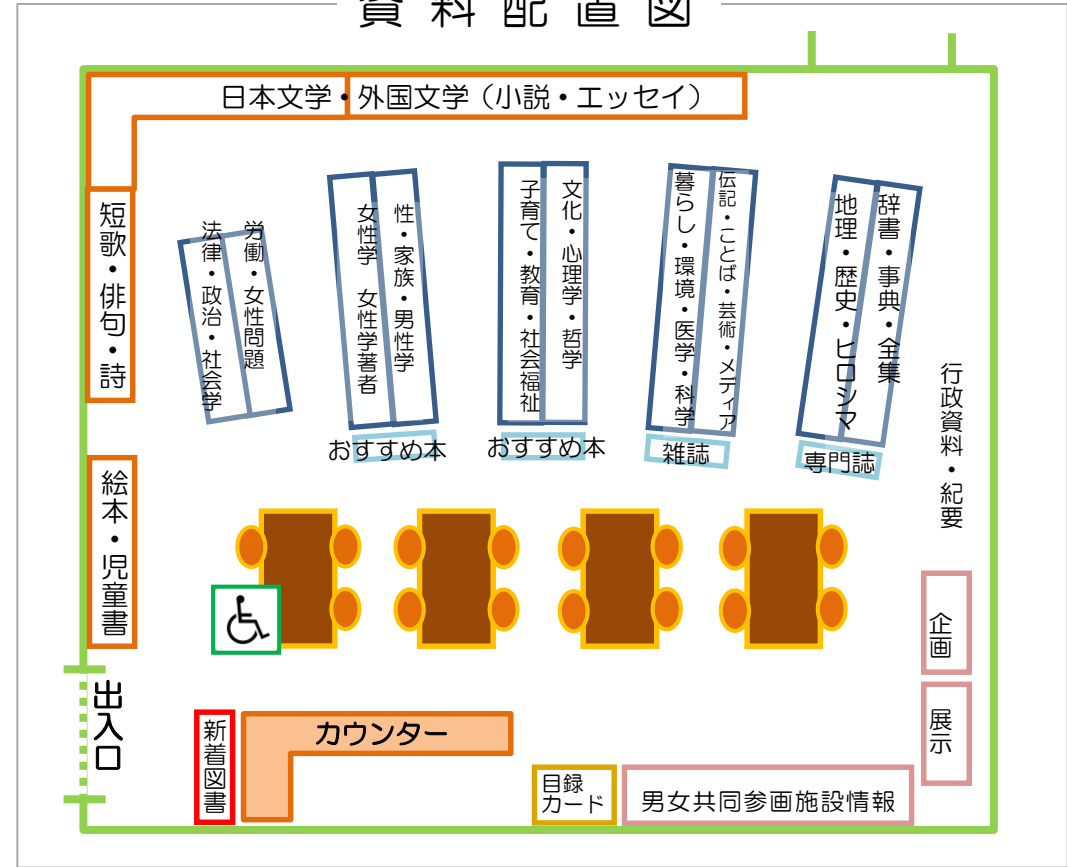 資料配置図
日本文学・外国文学（小説・エッセイ）
短歌・俳句・詩
法律・政治・社会学
労働・女性問題
女性学　女性学著者
性・家族・男性学
子育て・教育・社会福祉
文化・心理学・哲学
暮らし・環境・医学・科学
伝記・ことば・芸術・メディア
地理・歴史・ヒロシマ
辞書・事典・全集
おすすめ本
おすすめ本
雑誌
専門誌
行政資料・紀要
絵本・児童書
企画
展示
出入口
新着図書
カウンター
目録
カード
男女共同参画施設情報